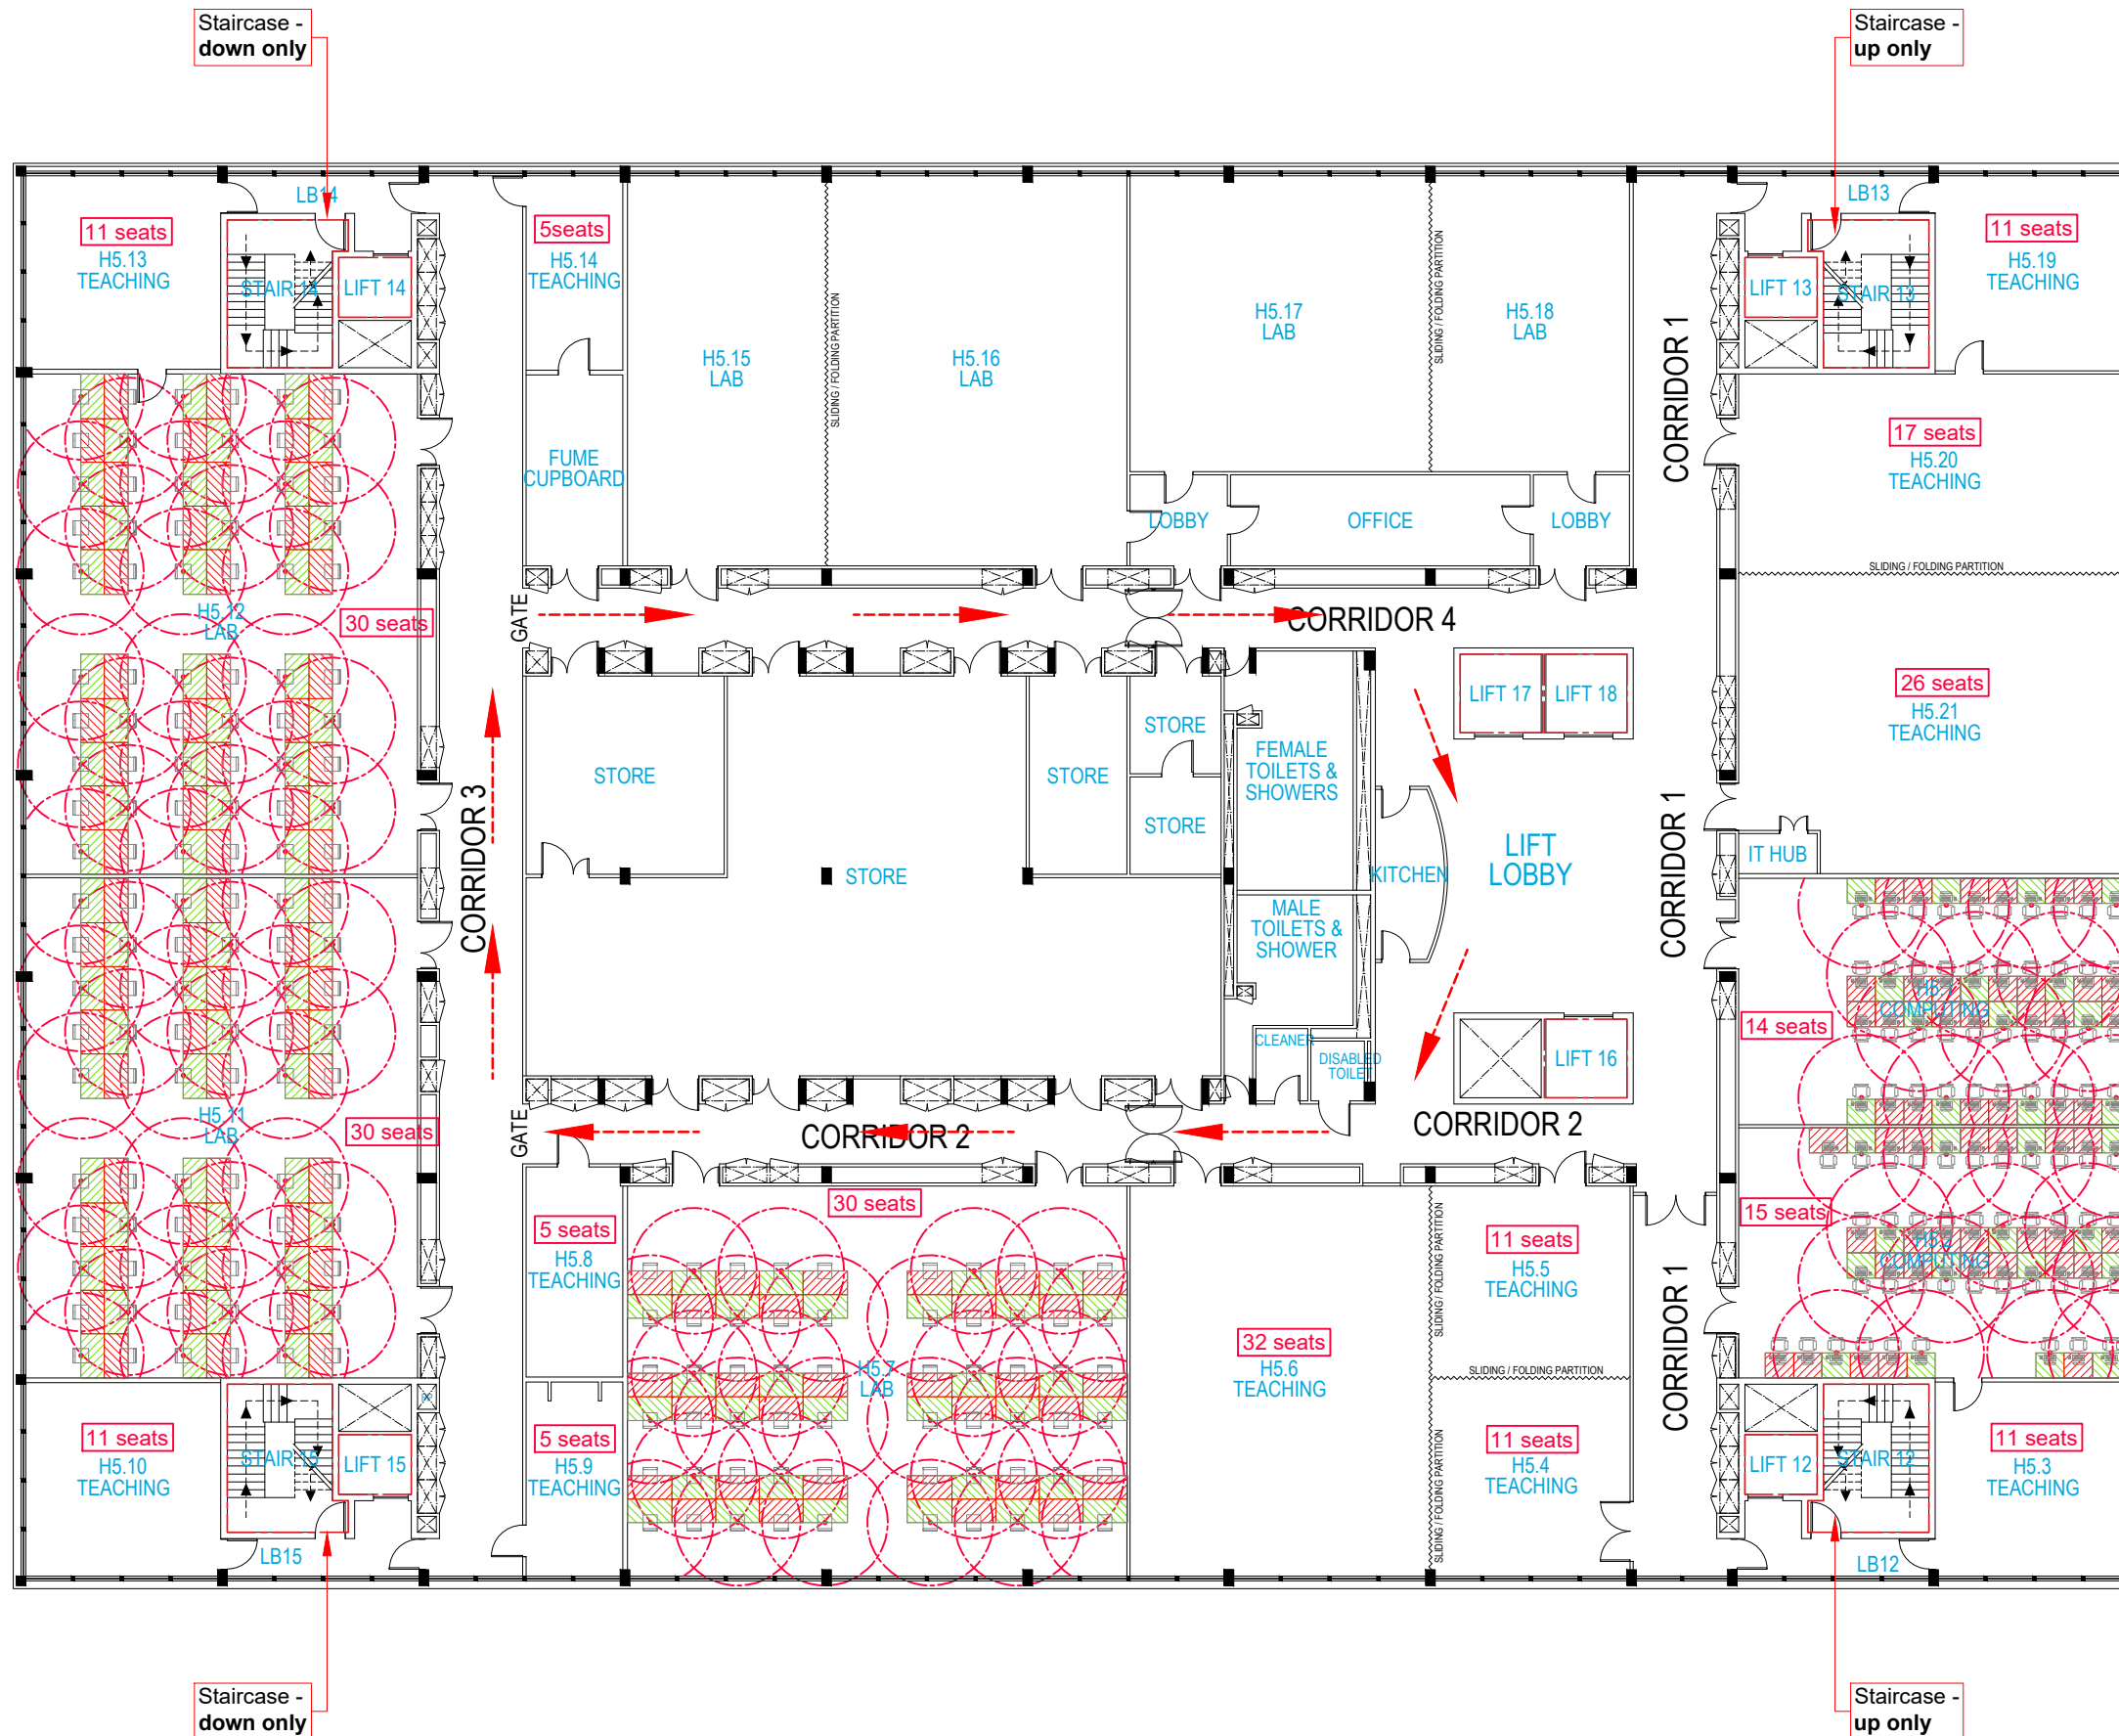 Staircase -
down only
Staircase -
up only
LB14
LB13
11 seats
H5.13
TEACHING
STAIR 14
LIFT 14
5seats
H5.14
TEACHING
H5.15
LAB
SLIDING / FOLDING PARTITION
H5.16
LAB
H5.17
LAB
SLIDING / FOLDING PARTITION
H5.18
LAB
CORRIDOR 1
LIFT 13
STAIR 13
11 seats
H5.19
TEACHING
FUME
CUPBOARD
LOBBY
OFFICE
LOBBY
17 seats
H5.20
TEACHING
SLIDING / FOLDING PARTITION
H5.12
LAB
30 seats
GATE
CORRIDOR 4
LIFT 17
LIFT 18
26 seats
H5.21
TEACHING
STORE
STORE
STORE
STORE
STORE
FEMALE
TOILETS &
SHOWERS
KITCHEN
LIFT
LOBBY
CORRIDOR 3
CORRIDOR 1
IT HUB
MALE
TOILETS &
SHOWER
CLEANER
DISABLED
TOILET
LIFT 16
14 seats
COMPUTING
H5.11
LAB
30 seats
GATE
CORRIDOR 2
CORRIDOR 2
30 seats
15 seats
COMPUTING
5 seats
H5.8
TEACHING
H5.7
LAB
32 seats
H5.6
TEACHING
SLIDING / FOLDING PARTITION
11 seats
H5.5
TEACHING
SLIDING / FOLDING PARTITION
CORRIDOR 1
11 seats
H5.10
TEACHING
STAIR 15
LIFT 15
5 seats
H5.9
TEACHING
SLIDING / FOLDING PARTITION
11 seats
H5.4
TEACHING
LIFT 12
STAIR 12
11 seats
H5.3
TEACHING
LB15
LB12
Staircase -
down only
Staircase -
up only